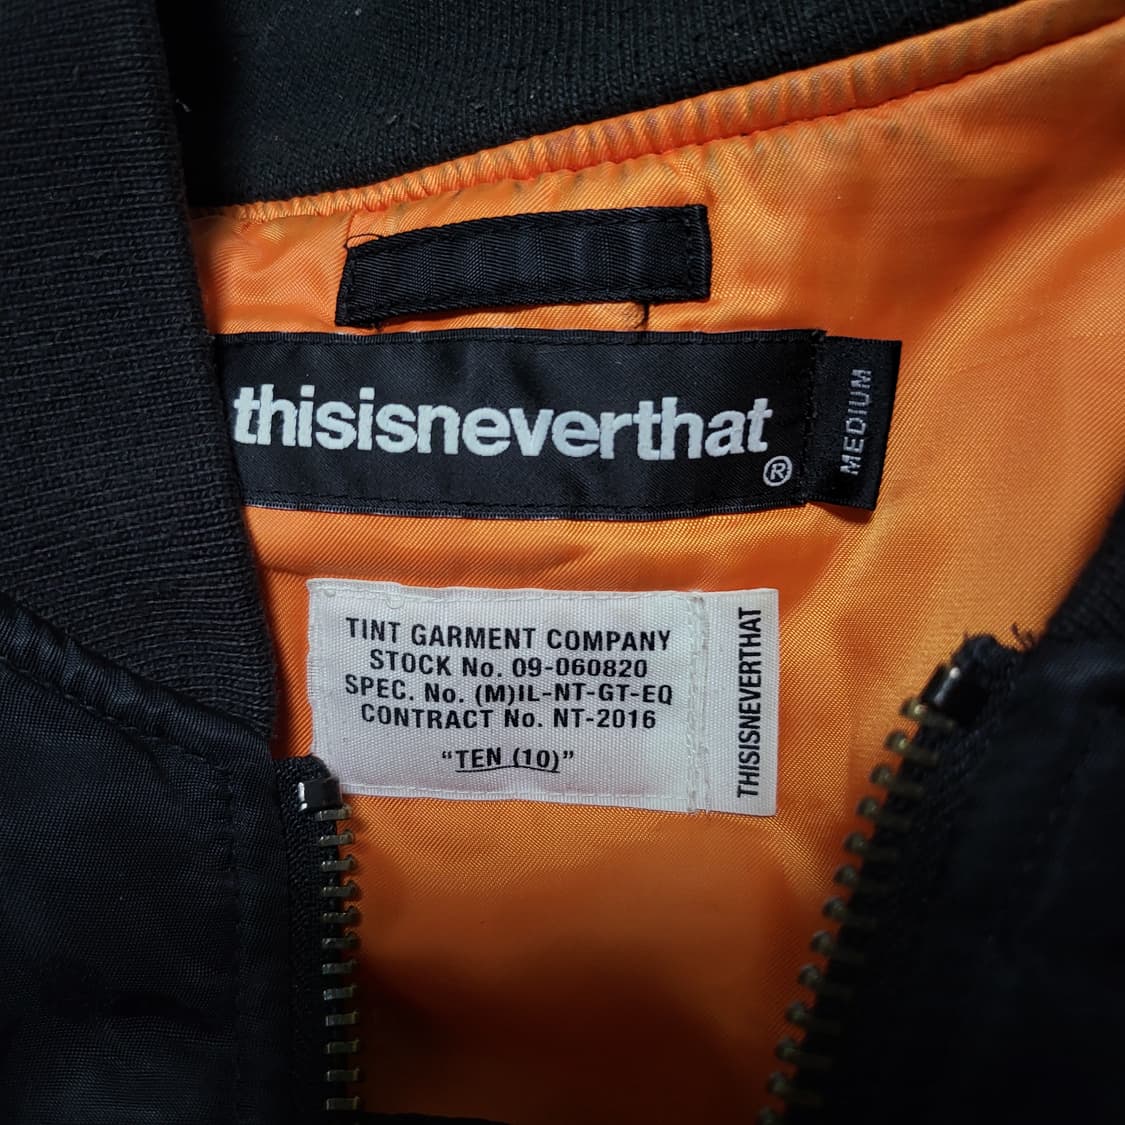 thisisneverthat
®
MEDIUM
TINT GARMENT COMPANY
STOCK No. 09-060820
SPEC. No. (M)IL-NT-GT-EQ
CONTRACT No. NT-2016
“TEN (10)”
THISISNEVERTHAT